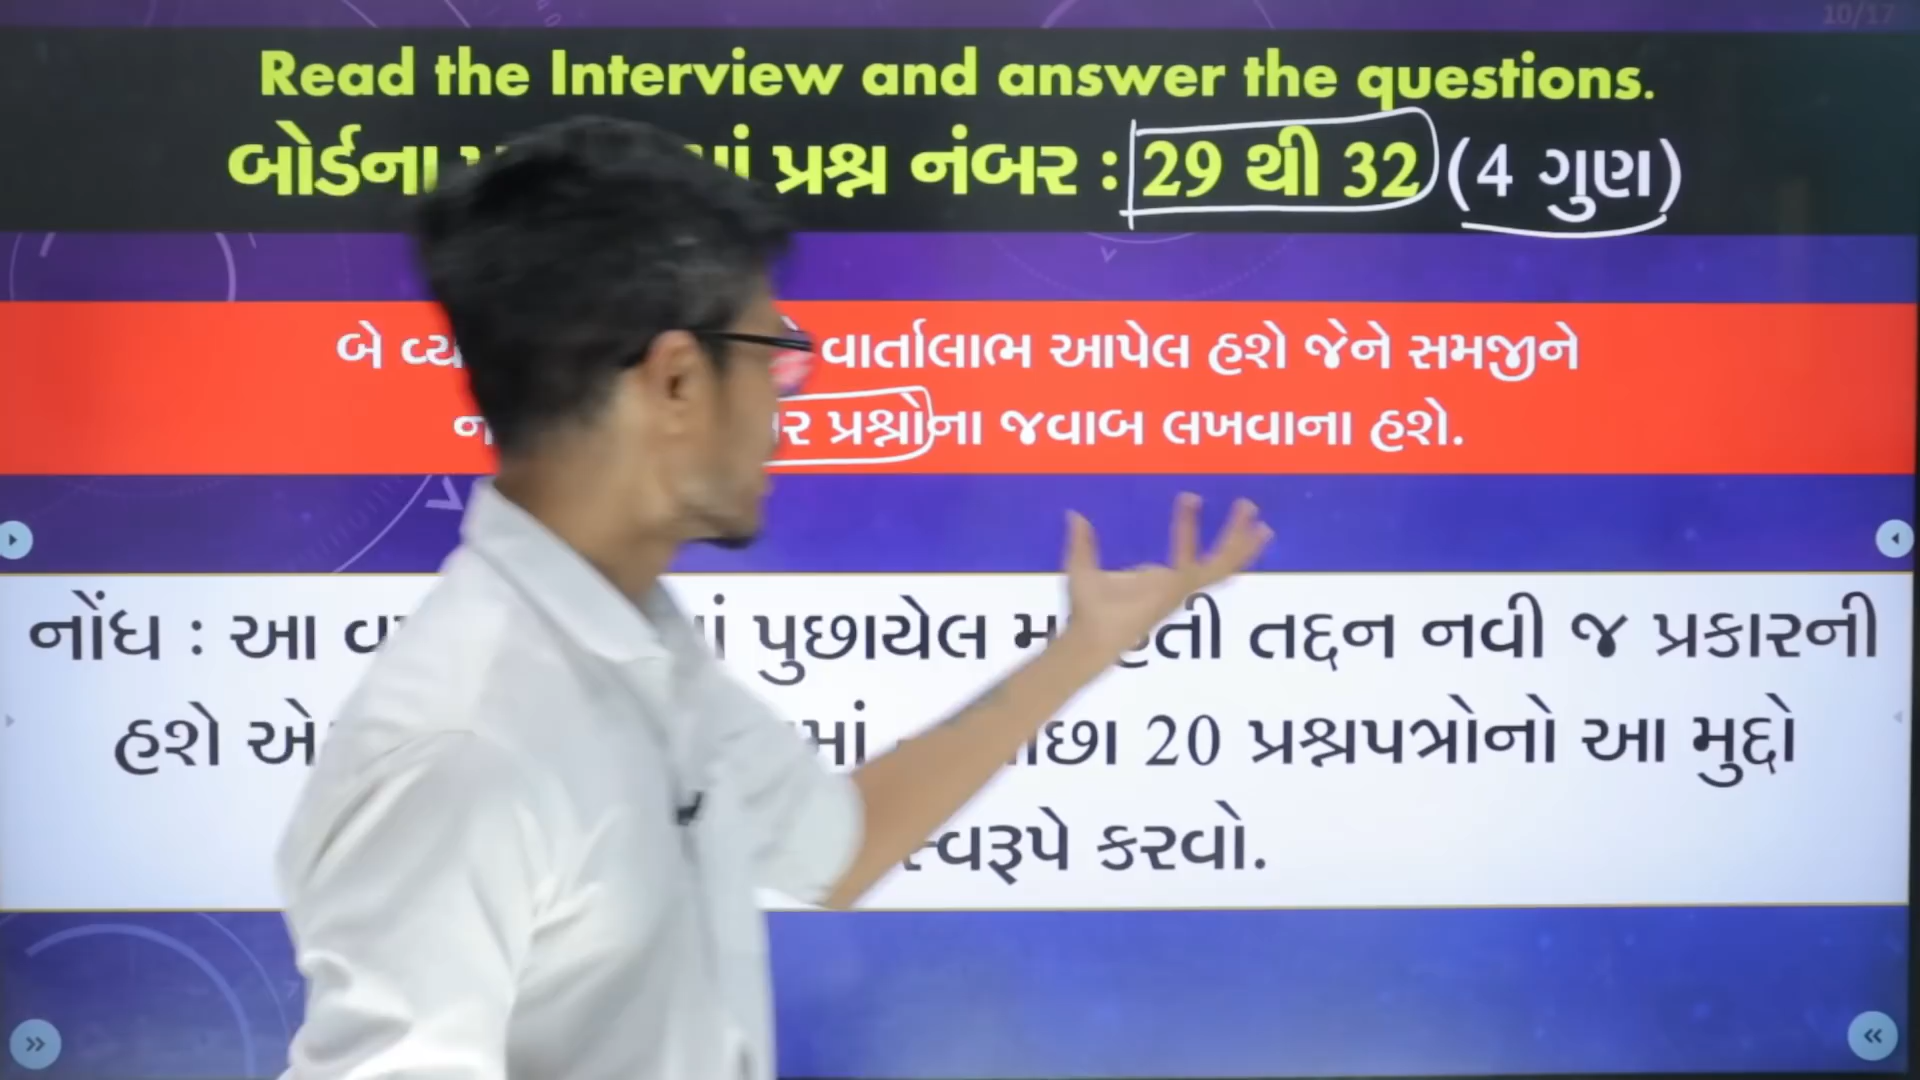 10/17
Read the Interview and answer the questions.
બોર્ડના પ્રશ્ન નંબર : 29 થી 32 (4 ગુણ)
બે વાર્તાલાભ આપેલ હશે જેને સમજીને
પ્રશ્નોના જવાબ લખવાના હશે.
નોંધ : આ પુછાયેલ તદ્દન નવી જ પ્રકારની
હશે 20 પ્રશ્નપત્રોનો આ મુદ્દો
કરવો.